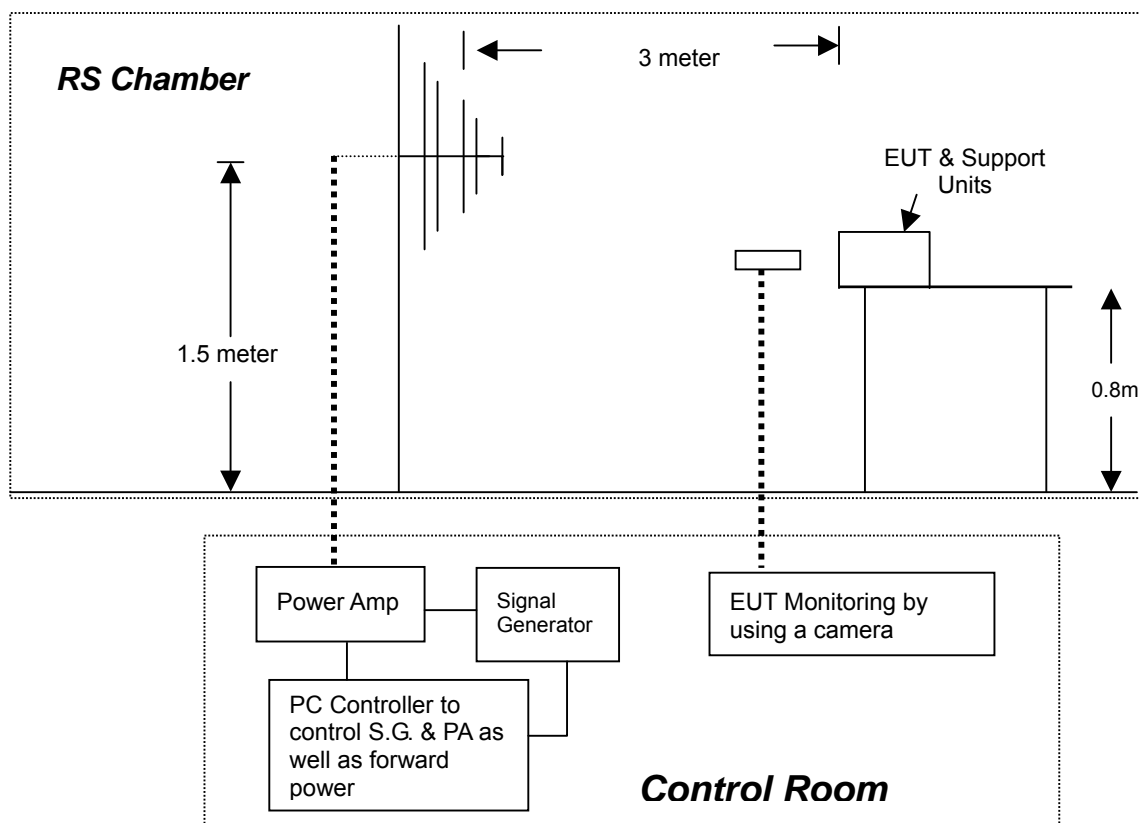 3 meter
RS Chamber
EUT & Support
Units
1.5 meter
0.8m
Power Amp
Signal
Generator
EUT Monitoring by
using a camera
PC Controller to
control S.G. & PA as
well as forward
power
Control Room